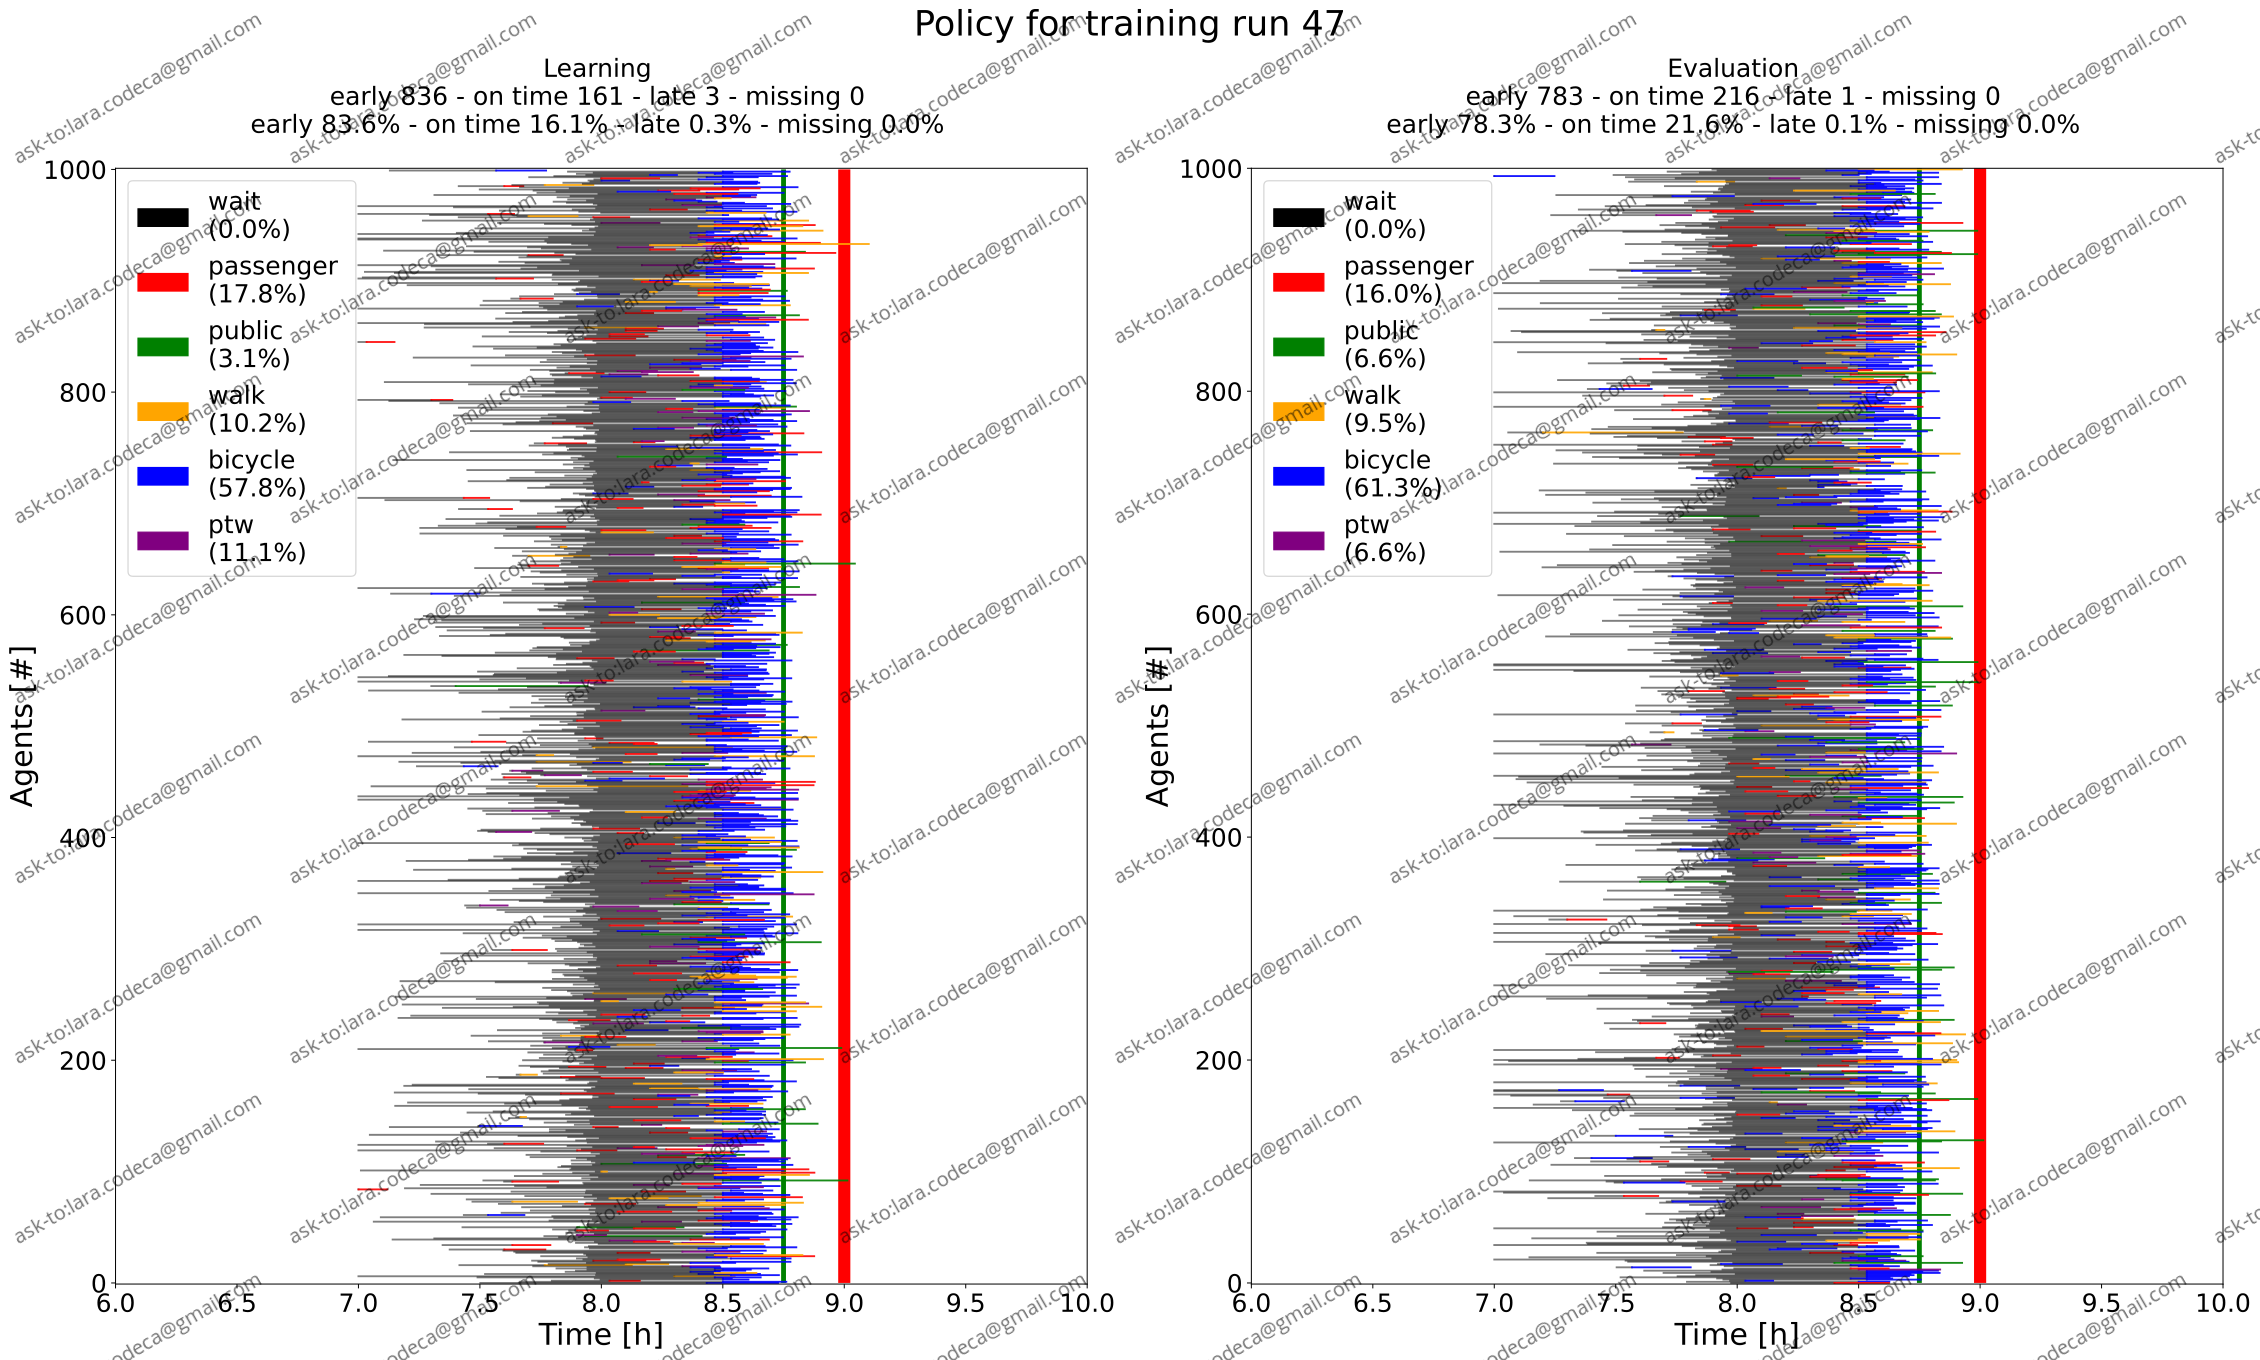 Policy for training run 47
Learning
early 836 - on time 161 - late 3 - missing 0
early 83.6% - on time 16.1% - late 0.3% - missing 0.0%
1000
800
600
400
200
0
Agents [#]
wait
(0.0%)
passenger
(17.8%)
public
(3.1%)
walk
(10.2%)
bicycle
(57.8%)
ptw
(11.1%)
6.0 6.5 7.0 7.5 8.0 8.5 9.0 9.5 10.0
Time [h]
Evaluation
early 783 - on time 216 - late 1 - missing 0
early 78.3% - on time 21.6% - late 0.1% - missing 0.0%
1000
800
600
400
200
0
Agents [#]
wait
(0.0%)
passenger
(16.0%)
public
(6.6%)
walk
(9.5%)
bicycle
(61.3%)
ptw
(6.6%)
6.0 6.5 7.0 7.5 8.0 8.5 9.0 9.5 10.0
Time [h]
ask-to:lara.codeca@gmail.com